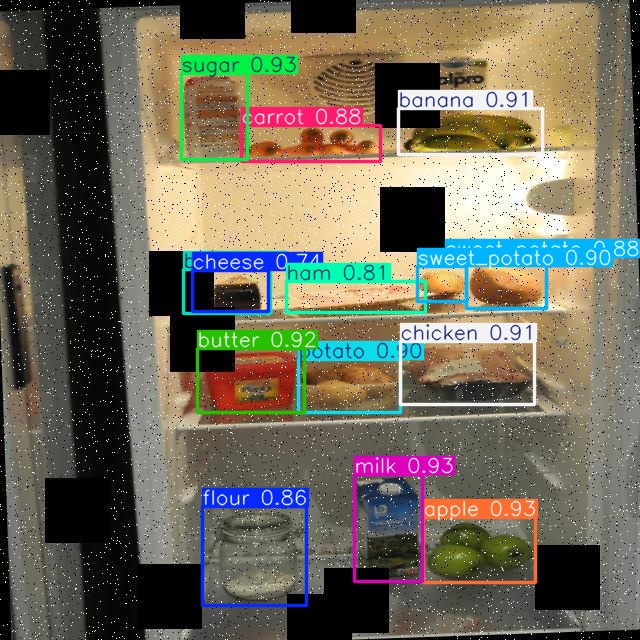 sugar 0.93
alpro
banana 0.91
carrot 0.88
sweet_potato 0.88
cheese 0.74
sweet_potato 0.90
ham 0.81
butter 0.92
potato 0.90
chicken 0.91
milk 0.93
flour 0.86
apple 0.93